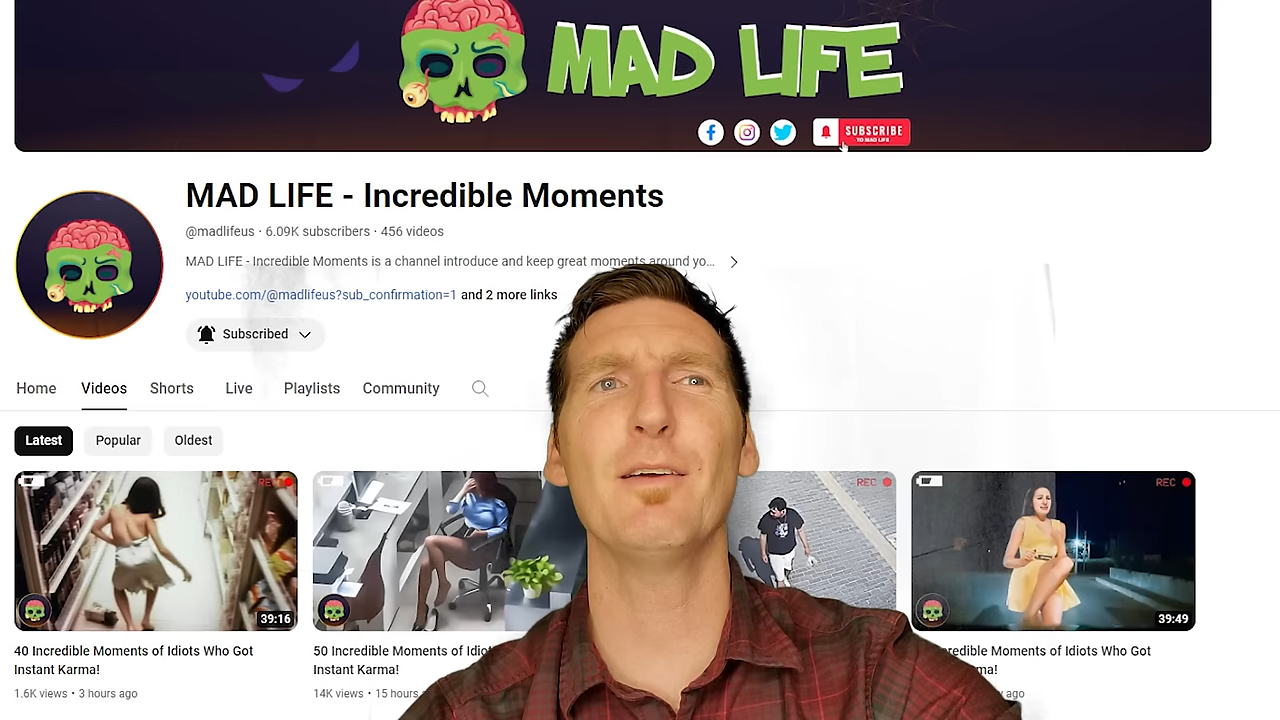 MAD LIFE
SUBSCRIBE
TO MAD LIFE
MAD LIFE - Incredible Moments
@madlifeus · 6.09K subscribers · 456 videos
MAD LIFE - Incredible Moments is a channel introduce and keep great moments around yo...
youtube.com/@madlifeus?sub_confirmation=1 and 2 more links
Subscribed
Home Videos Shorts Live Playlists Community
Latest Popular Oldest
REC
REC
REC
39:16
39:49
40 Incredible Moments of Idiots Who Got
Instant Karma!
1.6K views · 3 hours ago
50 Incredible Moments of
Instant Karma!
14K views · 15 hours
Moments of Idiots Who Got
ago